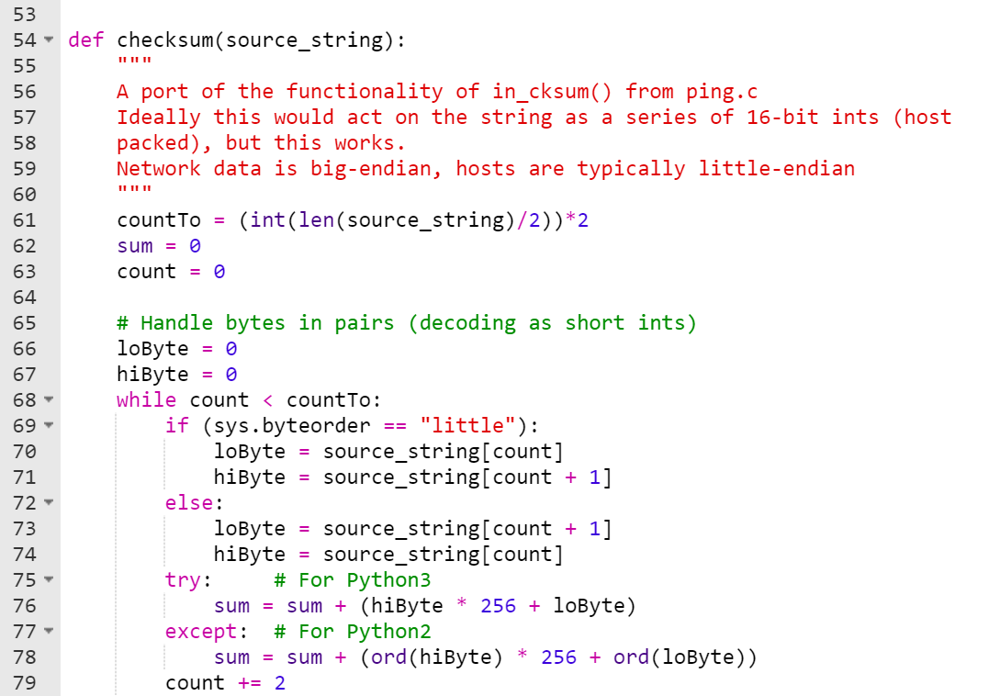 53
54 def checksum(source_string):
55     """
56     A port of the functionality of in_cksum() from ping.c
57     Ideally this would act on the string as a series of 16-bit ints (host
58     packed), but this works.
59     Network data is big-endian, hosts are typically little-endian
60     """
61     countTo = (int(len(source_string)/2))*2
62     sum = 0
63     count = 0
64
65     # Handle bytes in pairs (decoding as short ints)
66     loByte = 0
67     hiByte = 0
68     while count < countTo:
69         if (sys.byteorder == "little"):
70             loByte = source_string[count]
71             hiByte = source_string[count + 1]
72         else:
73             loByte = source_string[count + 1]
74             hiByte = source_string[count]
75         try:     # For Python3
76             sum = sum + (hiByte * 256 + loByte)
77         except:  # For Python2
78             sum = sum + (ord(hiByte) * 256 + ord(loByte))
79         count += 2